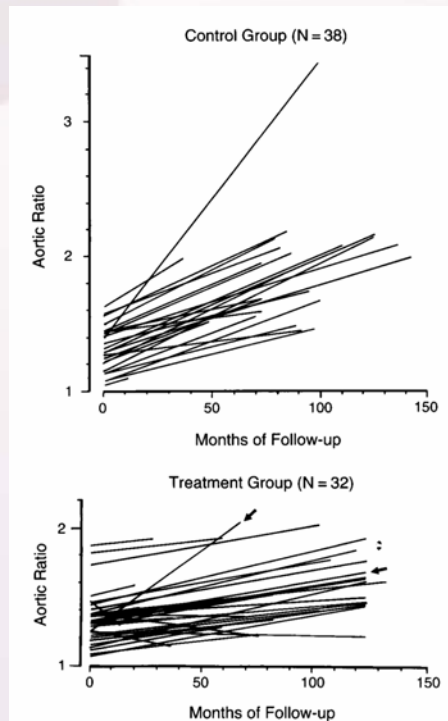 Control Group (N = 38)
3
2
1
Aortic Ratio
0
50
100
150
Months of Follow-up
Treatment Group (N = 32)
2
1
Aortic Ratio
0
50
100
150
Months of Follow-up